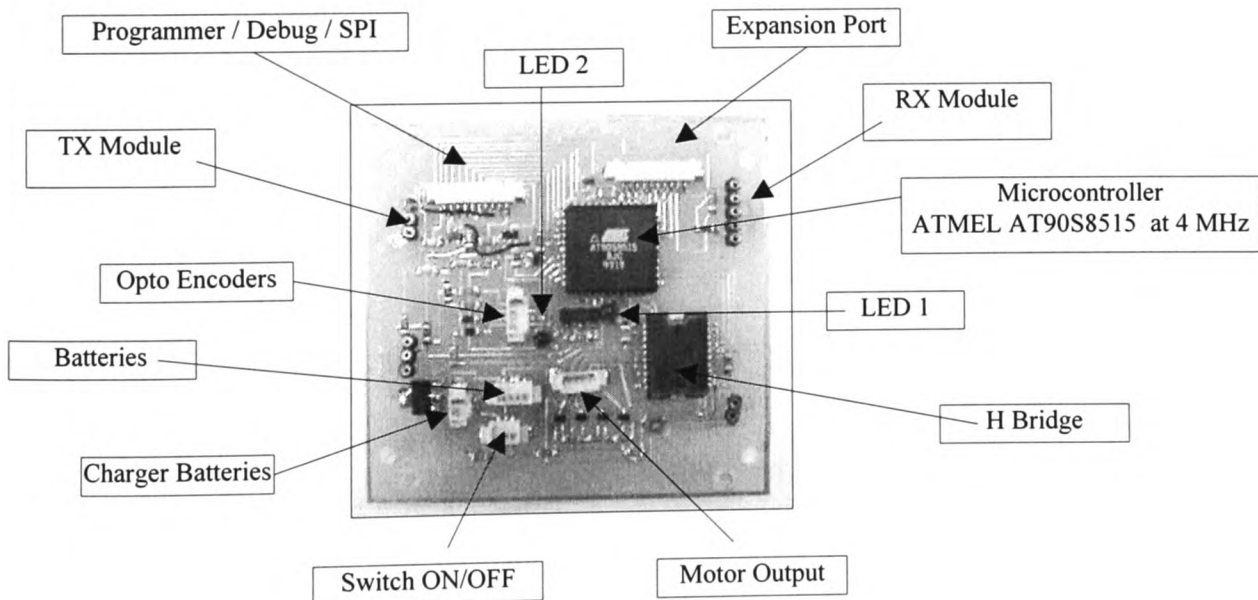 Programmer / Debug / SPI
Expansion Port
LED 2
RX Module
TX Module
Microcontroller
ATMEL AT90S8515 at 4 MHz
AT90S8515
Opto Encoders
LED 1
Batteries
H Bridge
Charger Batteries
Switch ON/OFF
Motor Output